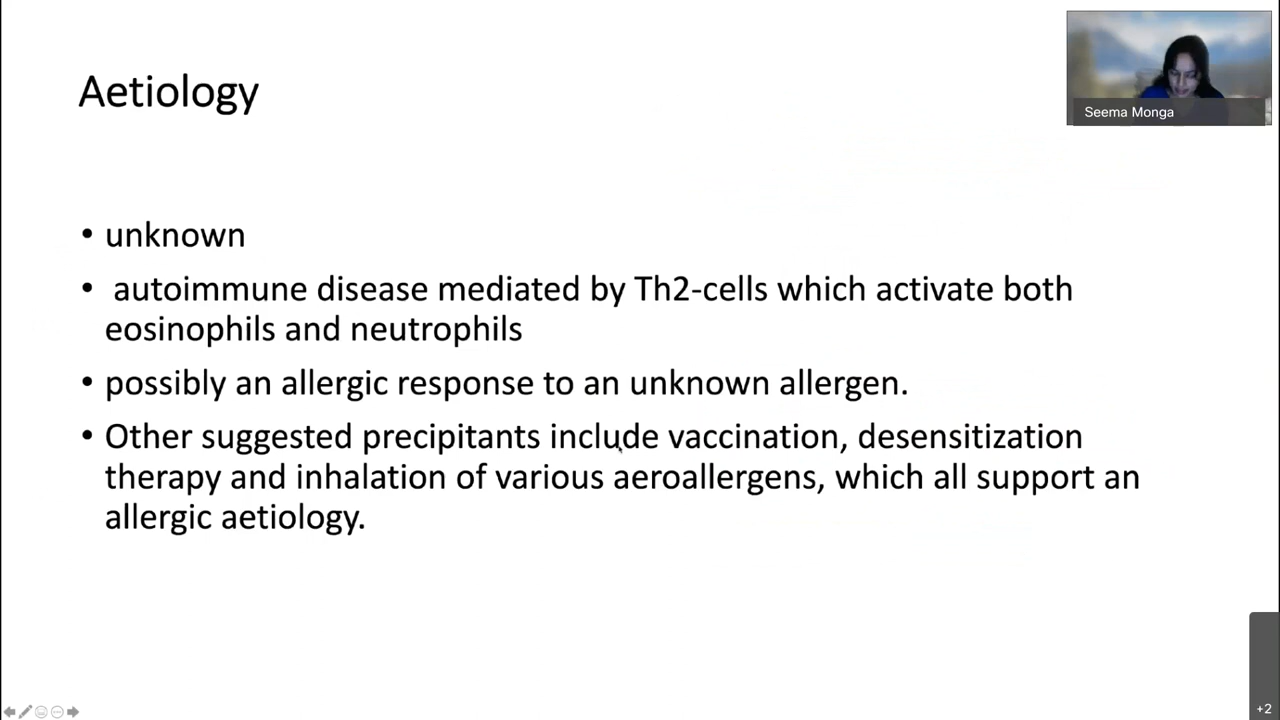 Aetiology
Seema Monga
• unknown
• autoimmune disease mediated by Th2-cells which activate both
eosinophils and neutrophils
• possibly an allergic response to an unknown allergen.
• Other suggested precipitants include vaccination, desensitization
therapy and inhalation of various aeroallergens, which all support an
allergic aetiology.
+2